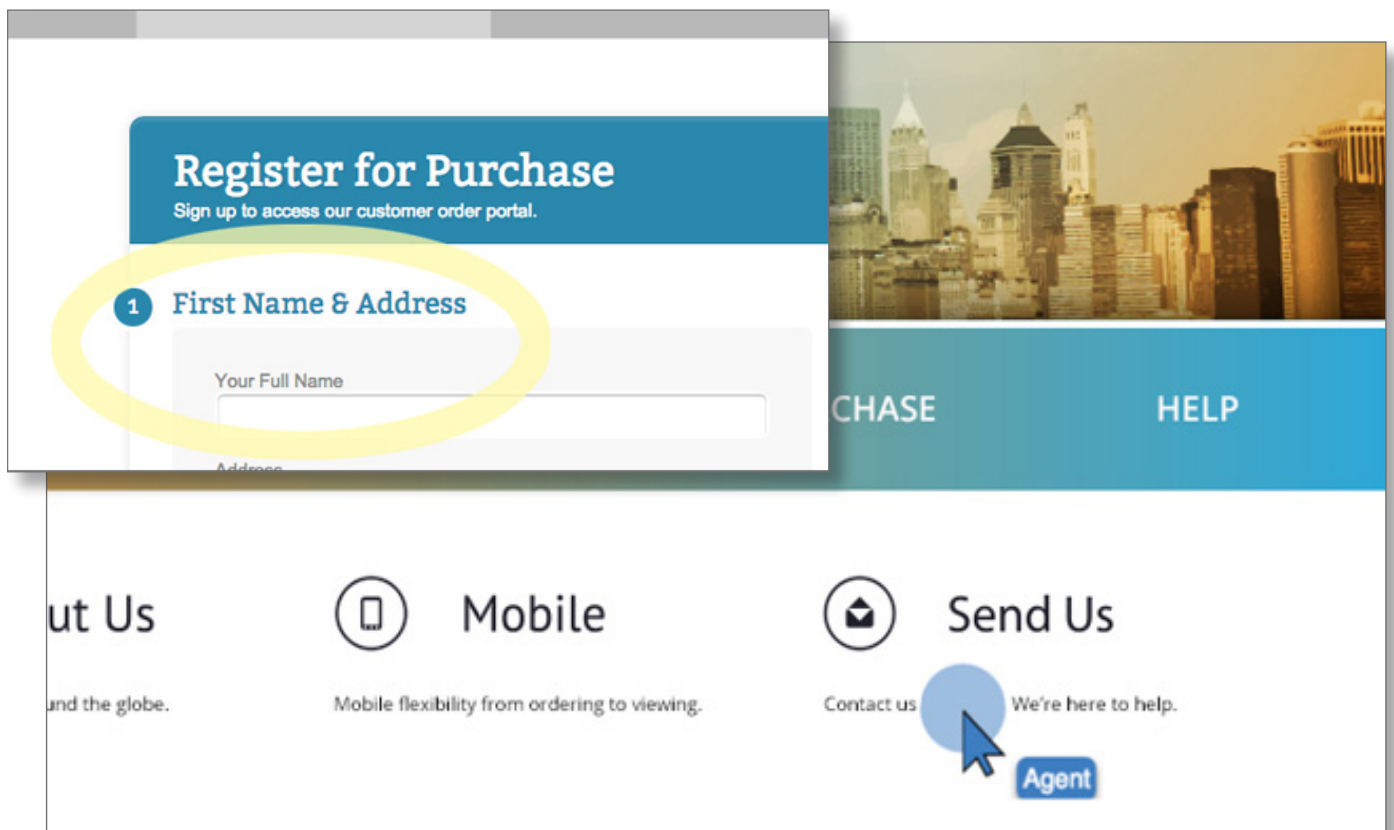 Register for Purchase
Sign up to access our customer order portal.
1 First Name & Address
Your Full Name
Address
CHASE HELP
ut Us Mobile Send Us
und the globe. Mobile flexibility from ordering to viewing. Contact us We're here to help.
Agent